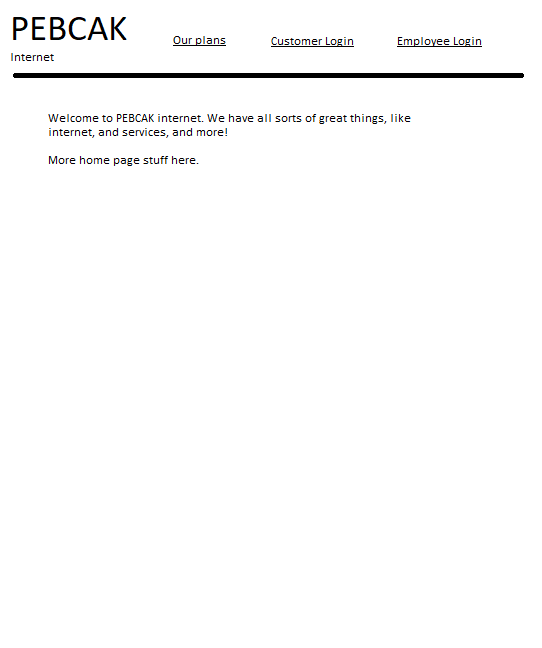 PEBCAK
Internet
Our plans
Customer Login
Employee Login
Welcome to PEBCAK internet. We have all sorts of great things, like
internet, and services, and more!
More home page stuff here.